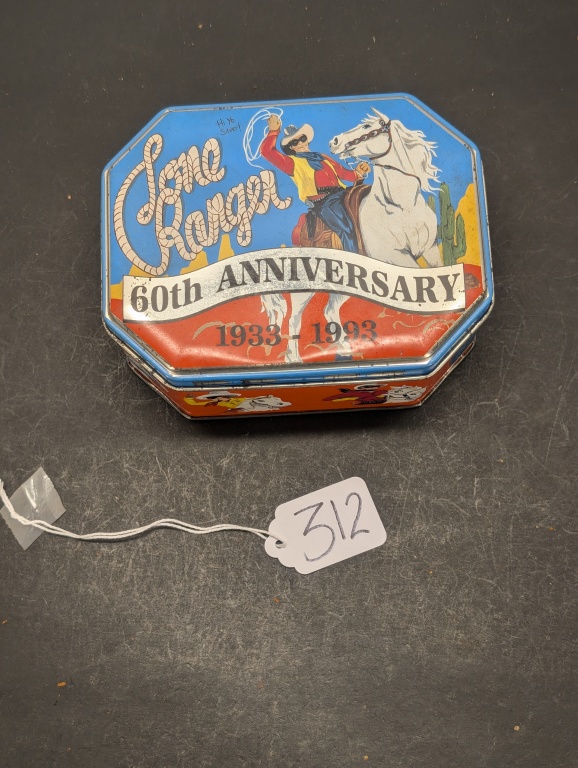 Hi Yo
Silver!
Lone
Ranger
60th ANNIVERSARY
1933 - 1993
312